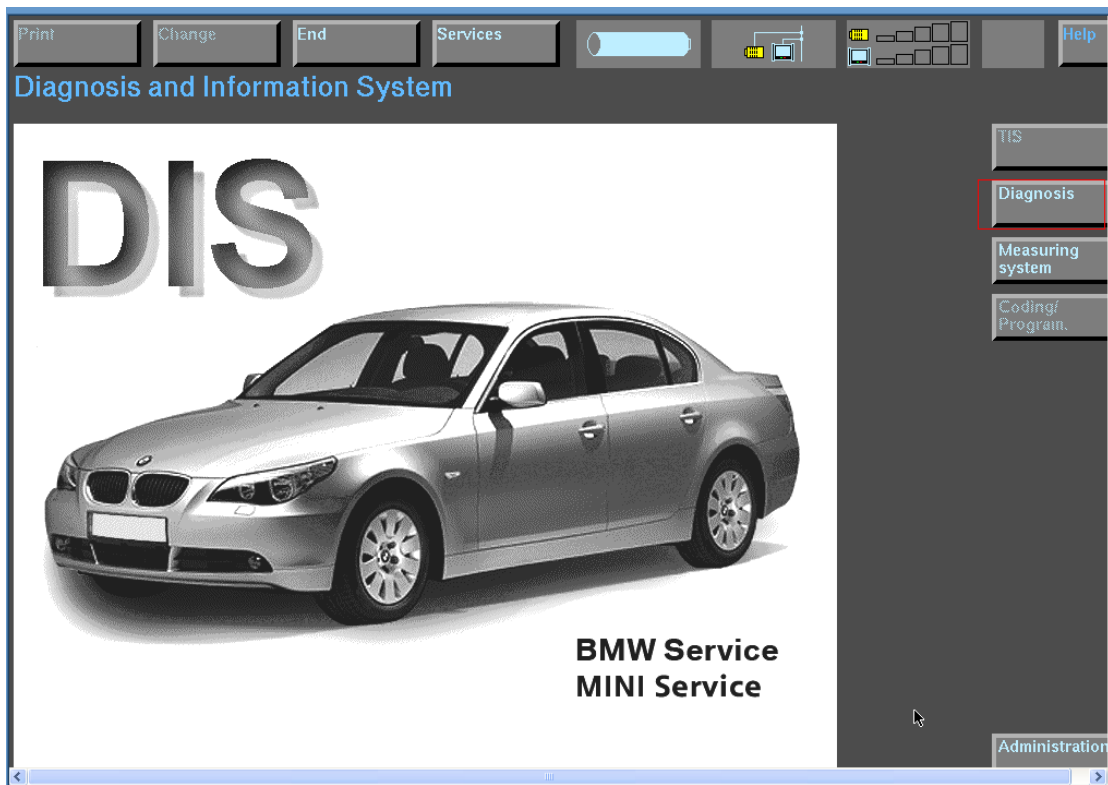 Print
Change
End
Services
Help
Diagnosis and Information System
DIS
TIS
Diagnosis
Measuring
system
Coding/
Program.
BMW Service
MINI Service
Administration